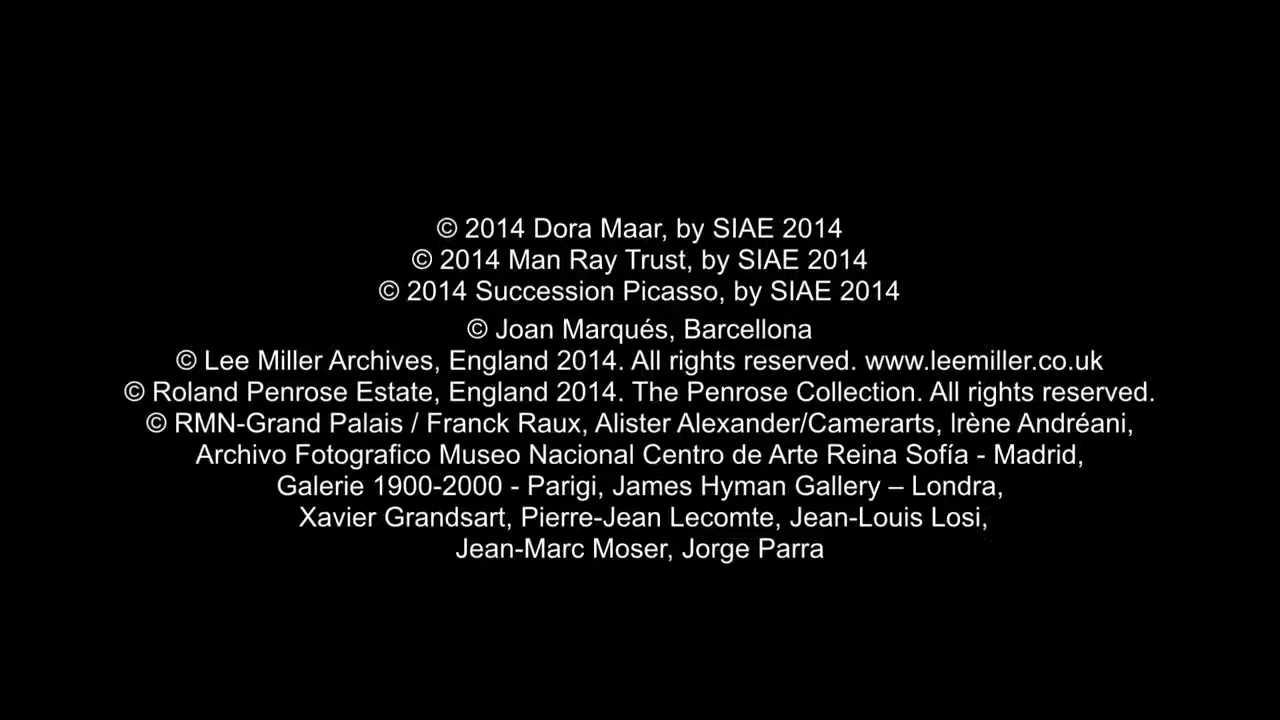 © 2014 Dora Maar, by SIAE 2014
© 2014 Man Ray Trust, by SIAE 2014
© 2014 Succession Picasso, by SIAE 2014
© Joan Marqués, Barcellona
© Lee Miller Archives, England 2014. All rights reserved. www.leemiller.co.uk
© Roland Penrose Estate, England 2014. The Penrose Collection. All rights reserved.
© RMN-Grand Palais / Franck Raux, Alister Alexander/Camerarts, Irène Andréani,
Archivo Fotografico Museo Nacional Centro de Arte Reina Sofía - Madrid,
Galerie 1900-2000 - Parigi, James Hyman Gallery – Londra,
Xavier Grandsart, Pierre-Jean Lecomte, Jean-Louis Losi,
Jean-Marc Moser, Jorge Parra